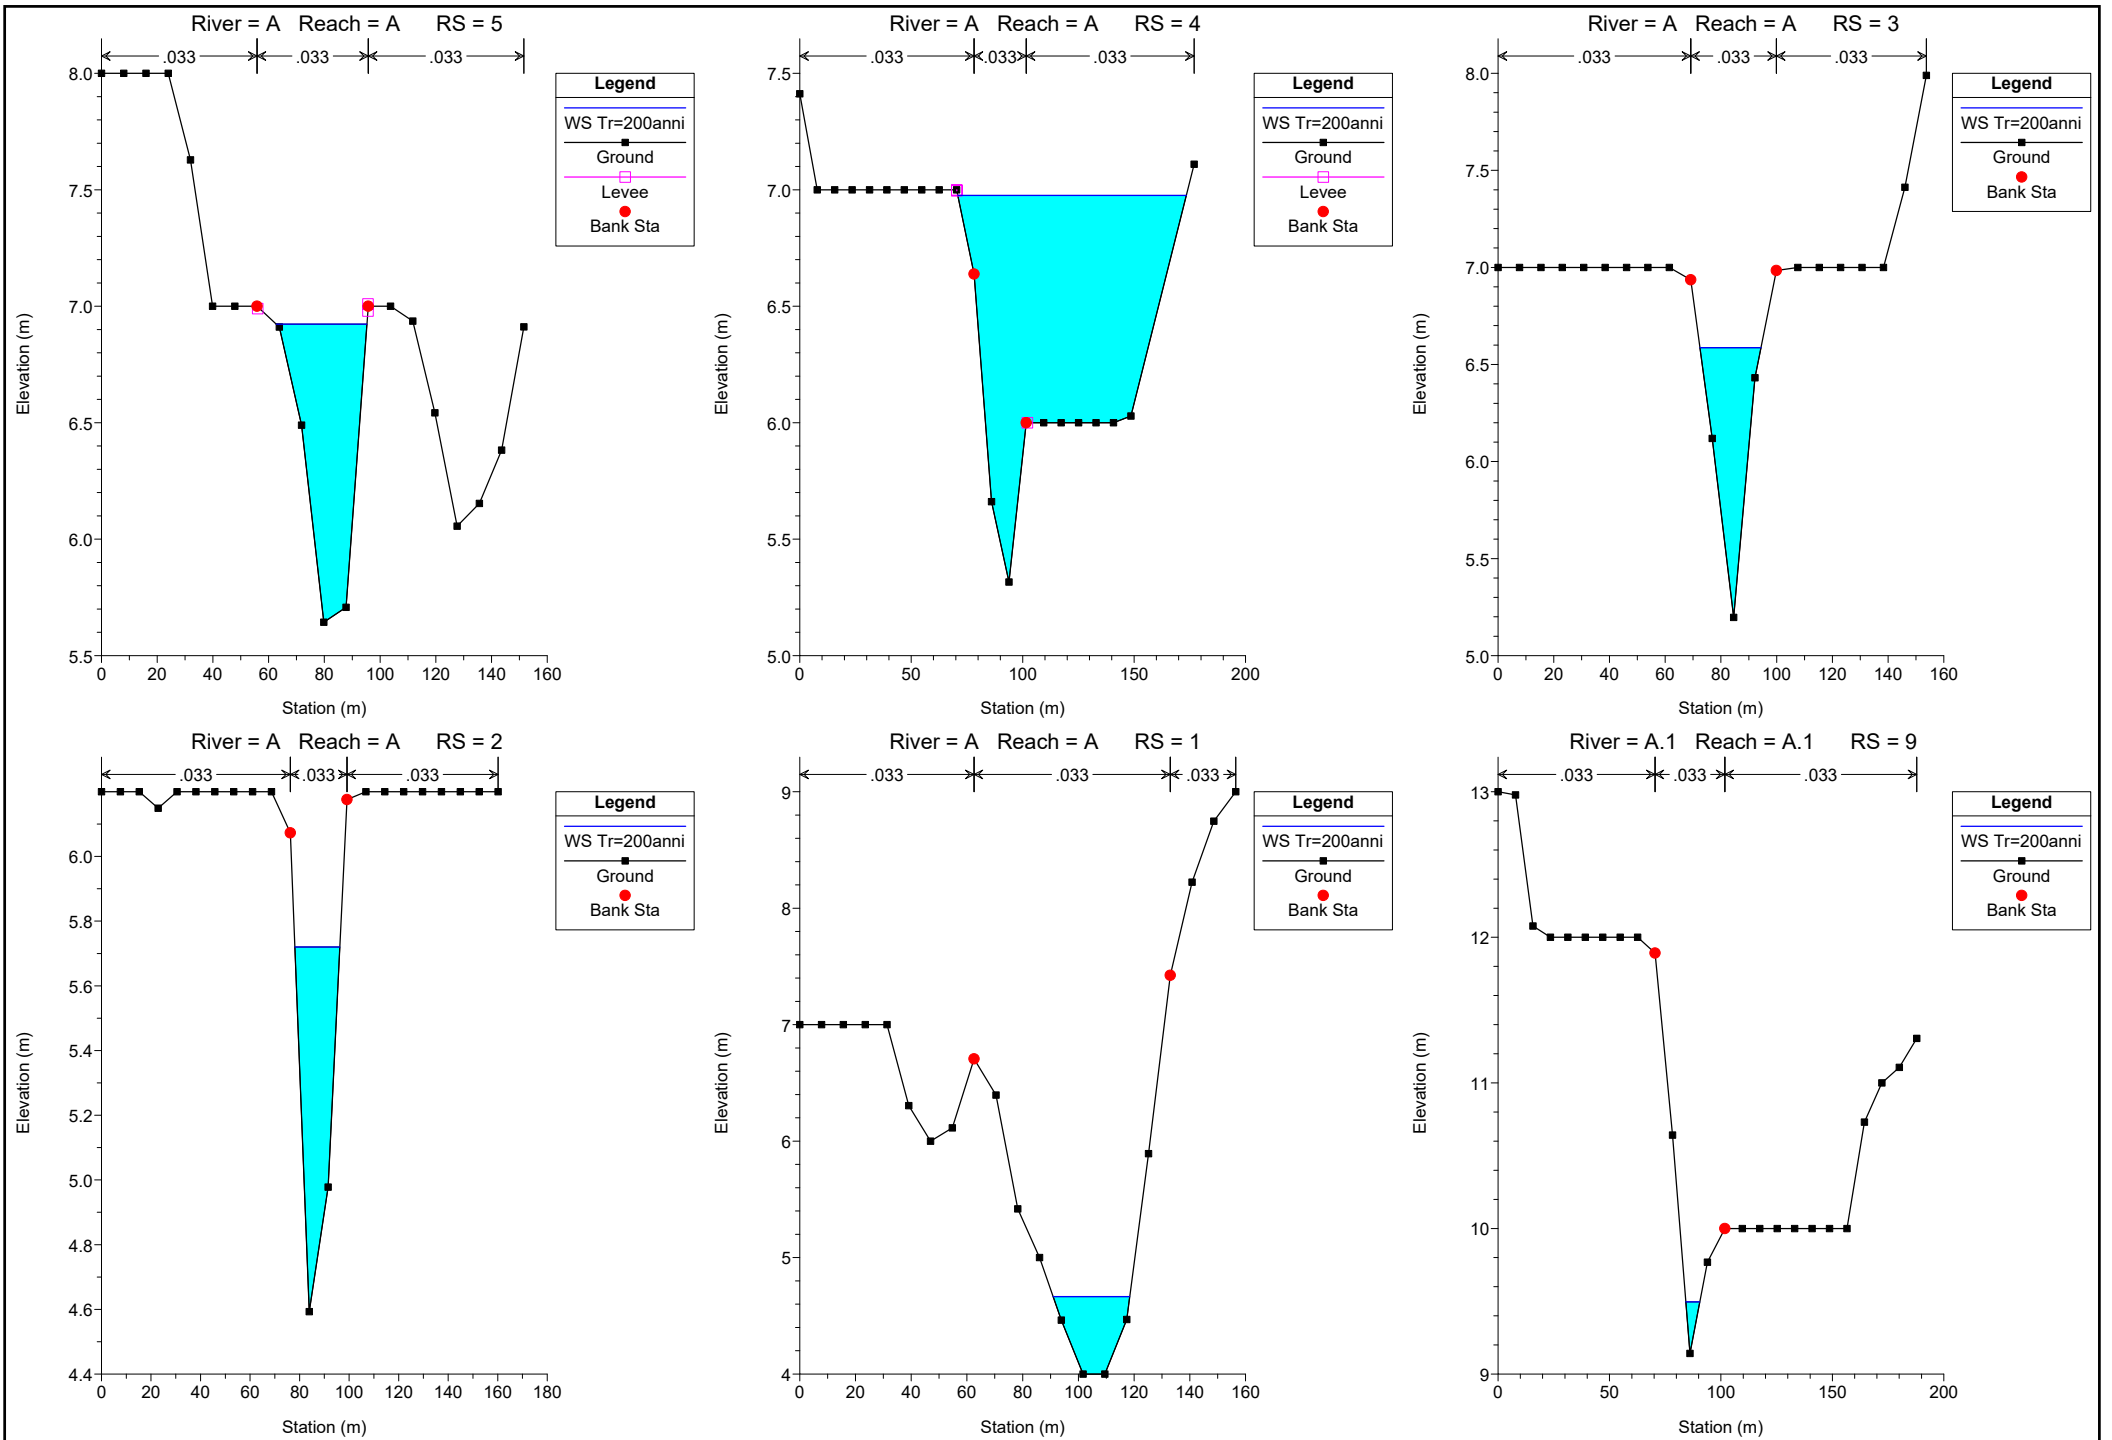 River = A Reach = A RS = 5
.033 .033 .033
8.0
7.5
7.0
6.5
6.0
5.5
0 20 40 60 80 100 120 140 160
Station (m)
Elevation (m)
Legend
WS Tr=200anni
Ground
Levee
Bank Sta
River = A Reach = A RS = 4
.033 .033 .033
7.5
7.0
6.5
6.0
5.5
5.0
0 50 100 150 200
Station (m)
Elevation (m)
Legend
WS Tr=200anni
Ground
Levee
Bank Sta
River = A Reach = A RS = 3
.033 .033 .033
8.0
7.5
7.0
6.5
6.0
5.5
5.0
0 20 40 60 80 100 120 140 160
Station (m)
Elevation (m)
Legend
WS Tr=200anni
Ground
Bank Sta
River = A Reach = A RS = 2
.033 .033 .033
6.0
5.8
5.6
5.4
5.2
5.0
4.8
4.6
4.4
0 20 40 60 80 100 120 140 160 180
Station (m)
Elevation (m)
Legend
WS Tr=200anni
Ground
Bank Sta
River = A Reach = A RS = 1
.033 .033 .033
9
8
7
6
5
4
0 20 40 60 80 100 120 140 160
Station (m)
Elevation (m)
Legend
WS Tr=200anni
Ground
Bank Sta
River = A.1 Reach = A.1 RS = 9
.033 .033 .033
13
12
11
10
9
0 50 100 150 200
Station (m)
Elevation (m)
Legend
WS Tr=200anni
Ground
Bank Sta